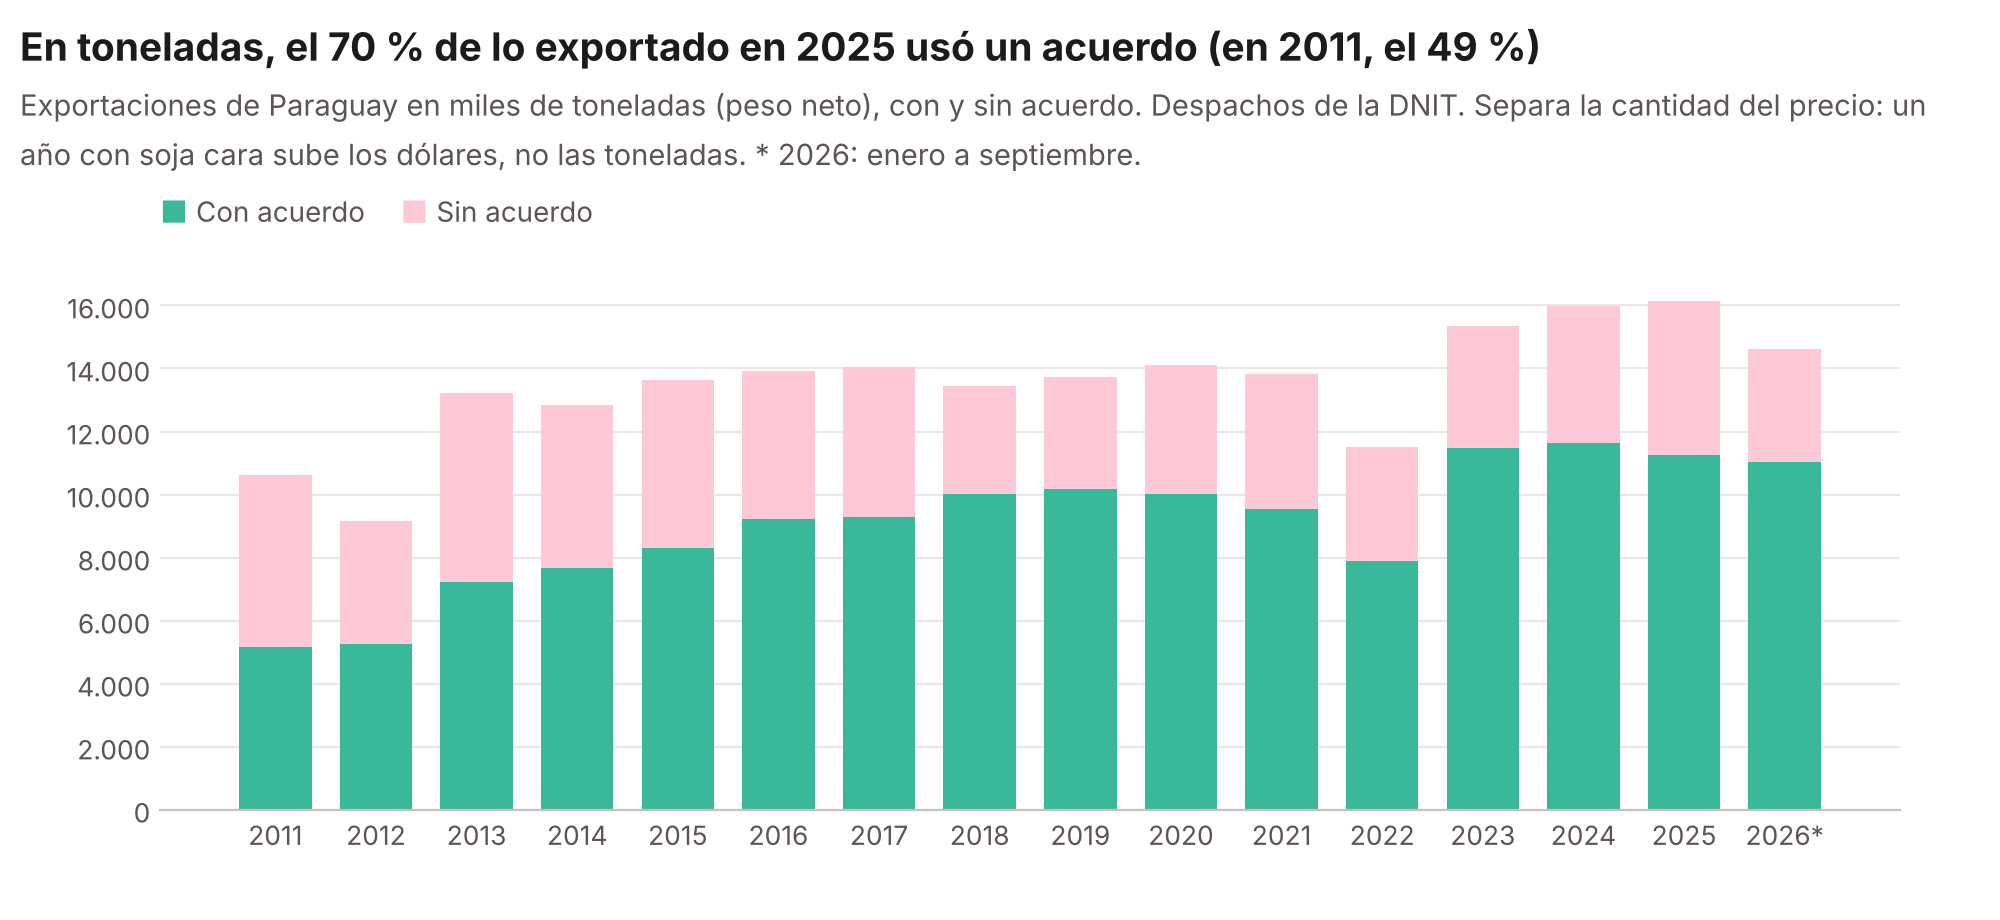 En toneladas, el 70 % de lo exportado en 2025 usó un acuerdo (en 2011, el 49 %)
Exportaciones de Paraguay en miles de toneladas (peso neto), con y sin acuerdo. Despachos de la DNIT. Separa la cantidad del precio: un
año con soja cara sube los dólares, no las toneladas. * 2026: enero a septiembre.
Con acuerdo Sin acuerdo
16.000
14.000
12.000
10.000
8.000
6.000
4.000
2.000
0
2011 2012 2013 2014 2015 2016 2017 2018 2019 2020 2021 2022 2023 2024 2025 2026*